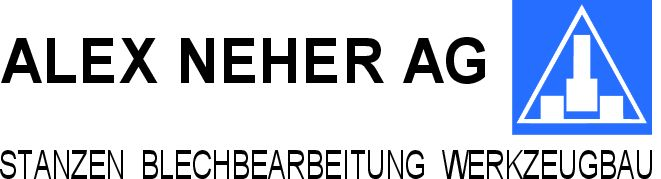 ALEX NEHER AG
STANZEN BLECHBEARBEITUNG WERKZEUGBAU